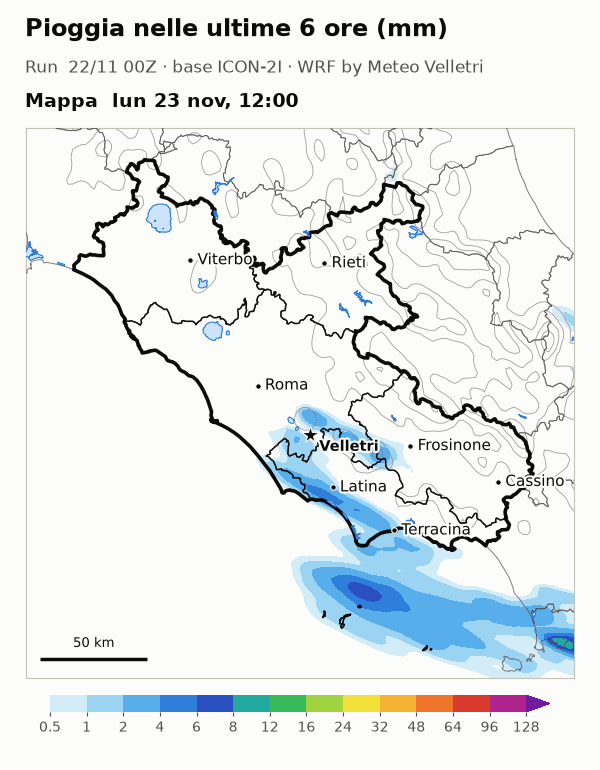 Pioggia nelle ultime 6 ore (mm)
Run  22/11 00Z · base ICON-2I · WRF by Meteo Velletri
Mappa  lun 23 nov, 12:00
Viterbo
Rieti
Roma
Velletri
Frosinone
Latina
Cassino
Terracina
50 km
0.5 1 2 4 6 8 12 16 24 32 48 64 96 128